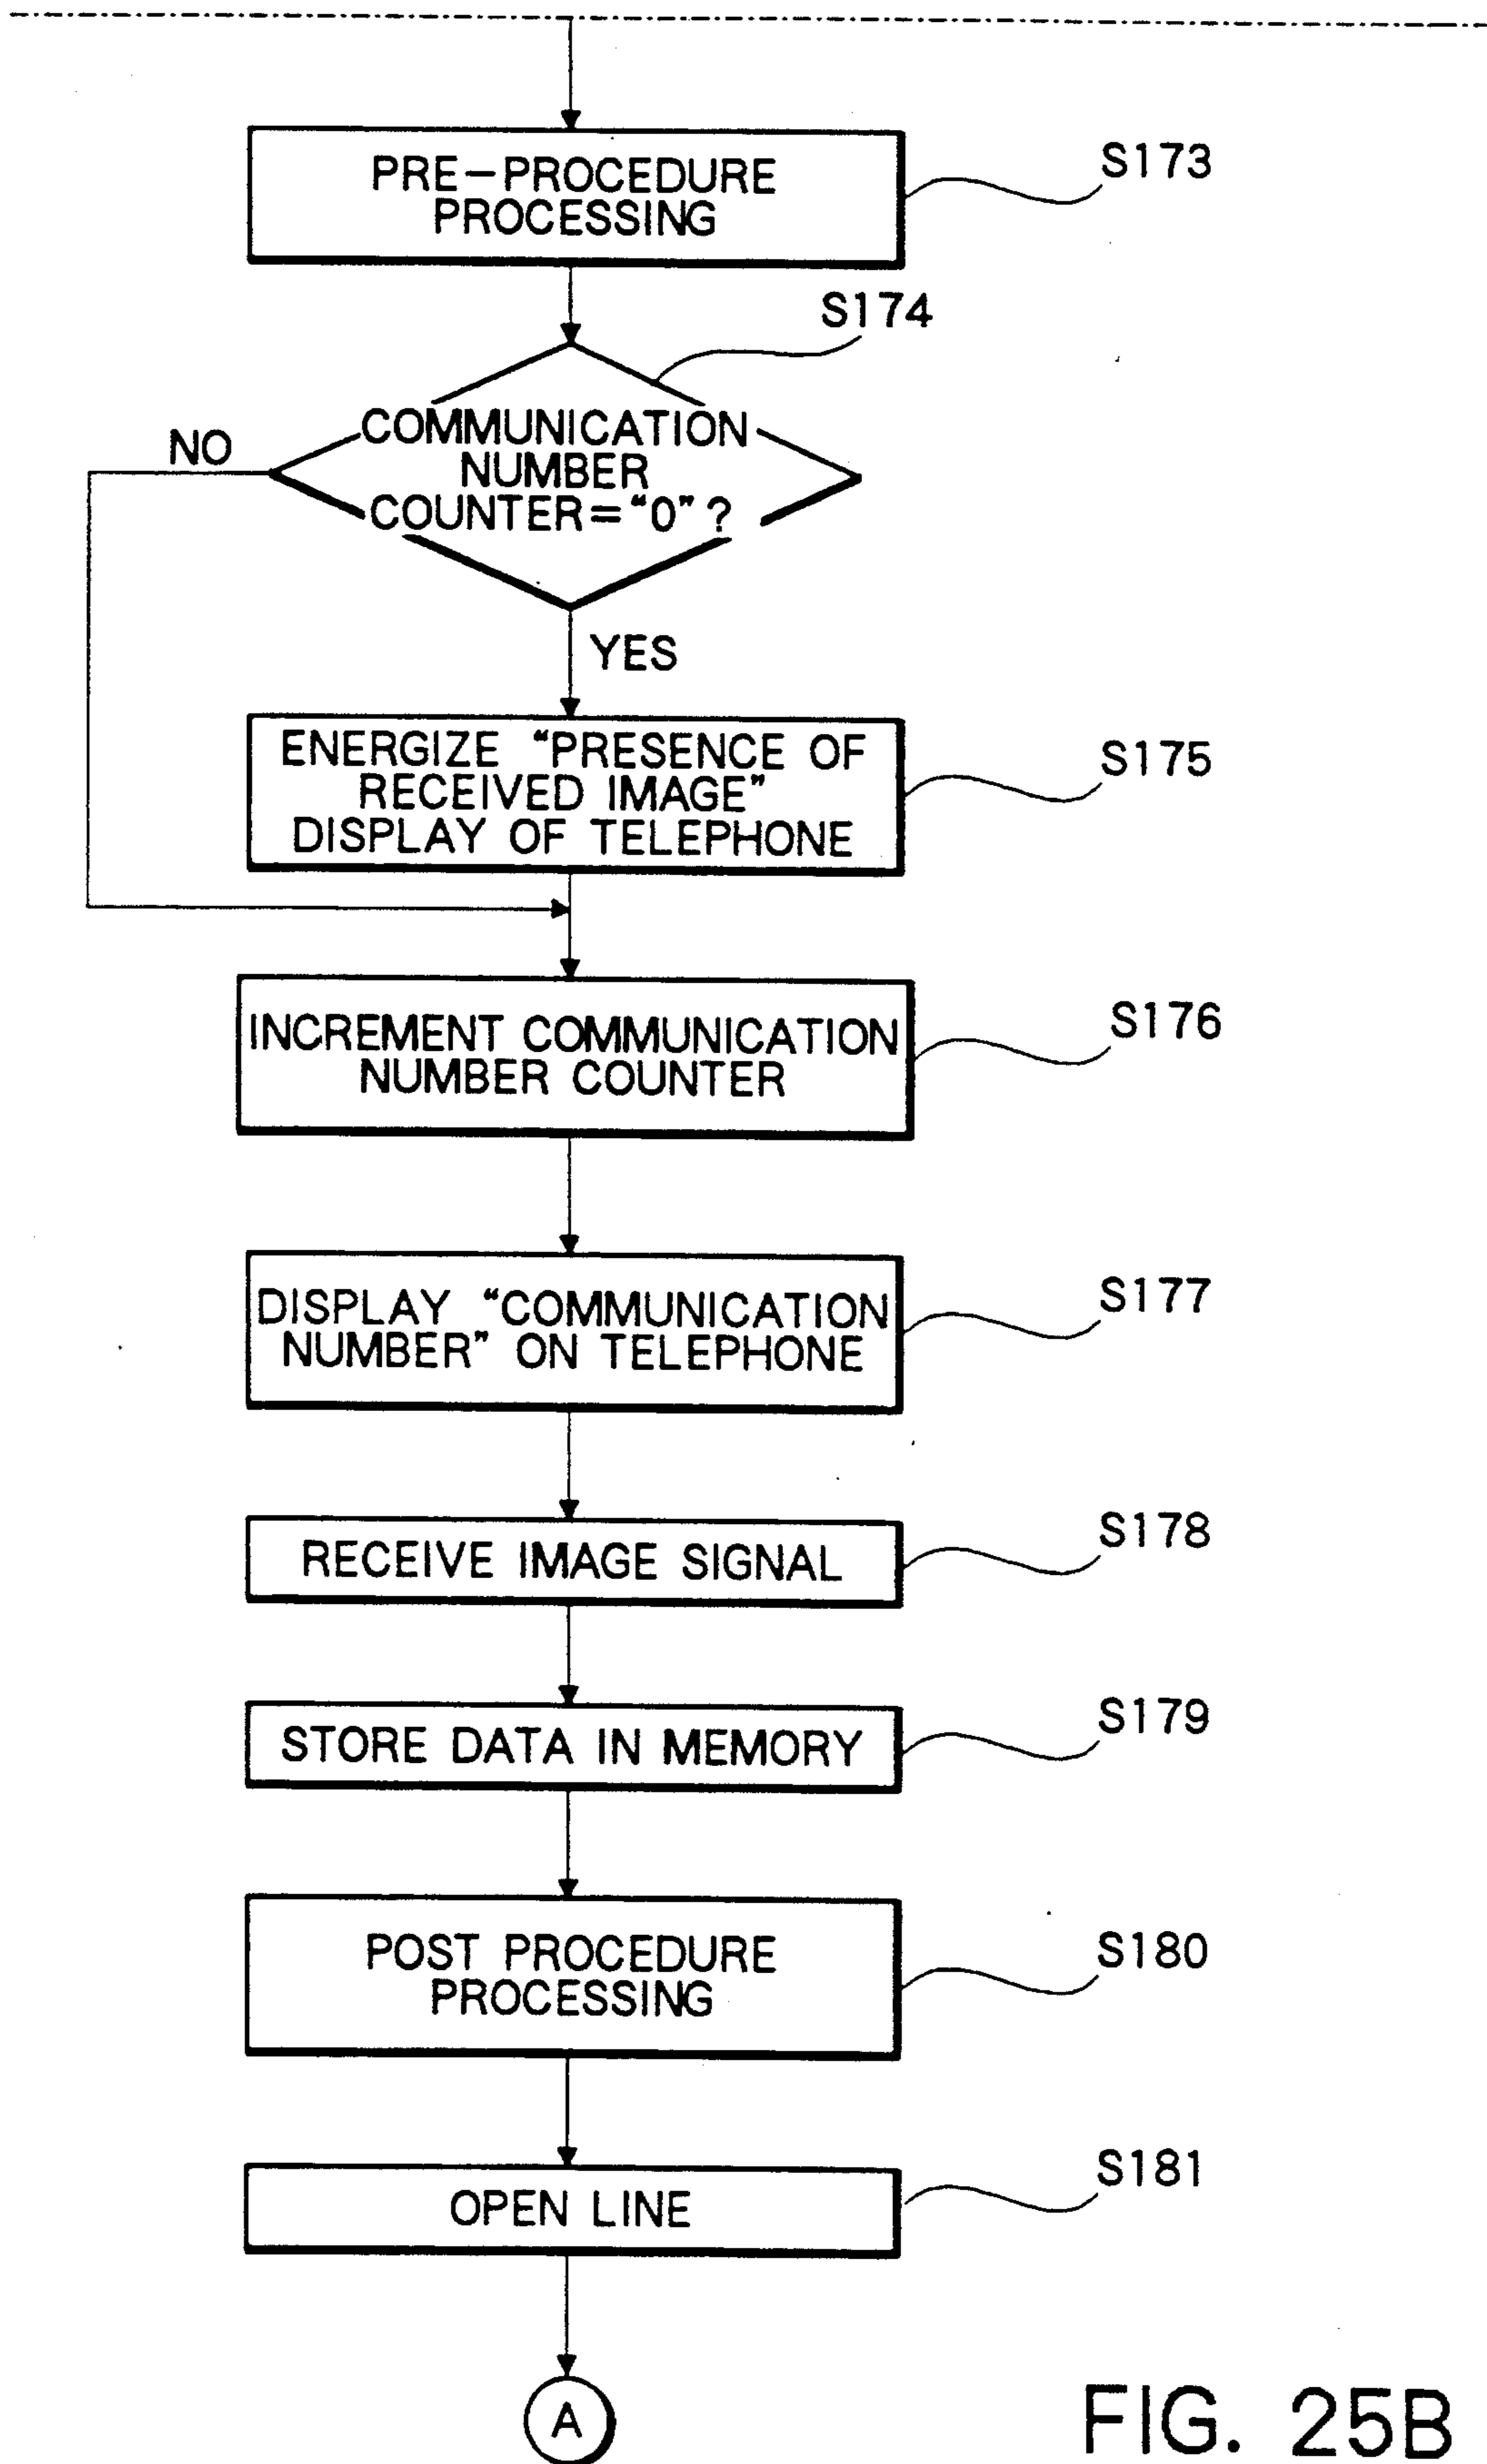 PRE-PROCEDURE
PROCESSING
S173
S174
COMMUNICATION
NUMBER
COUNTER="0"?
NO
YES
ENERGIZE "PRESENCE OF
RECEIVED IMAGE"
DISPLAY OF TELEPHONE
S175
INCREMENT COMMUNICATION
NUMBER COUNTER
S176
DISPLAY "COMMUNICATION
NUMBER" ON TELEPHONE
S177
RECEIVE IMAGE SIGNAL
S178
STORE DATA IN MEMORY
S179
POST PROCEDURE
PROCESSING
S180
OPEN LINE
S181
A
FIG. 25B